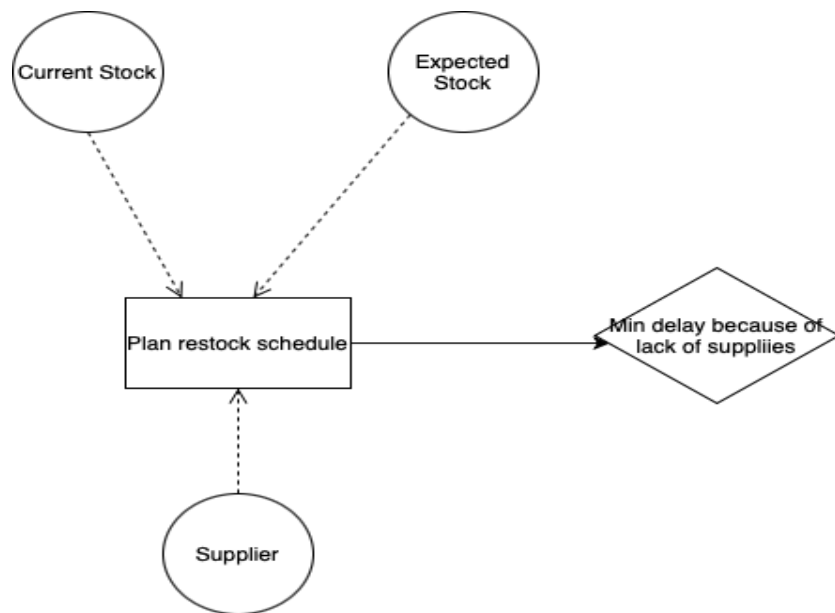 Current Stock
Expected
Stock
Plan restock schedule
Min delay because of
lack of suppliies
Supplier